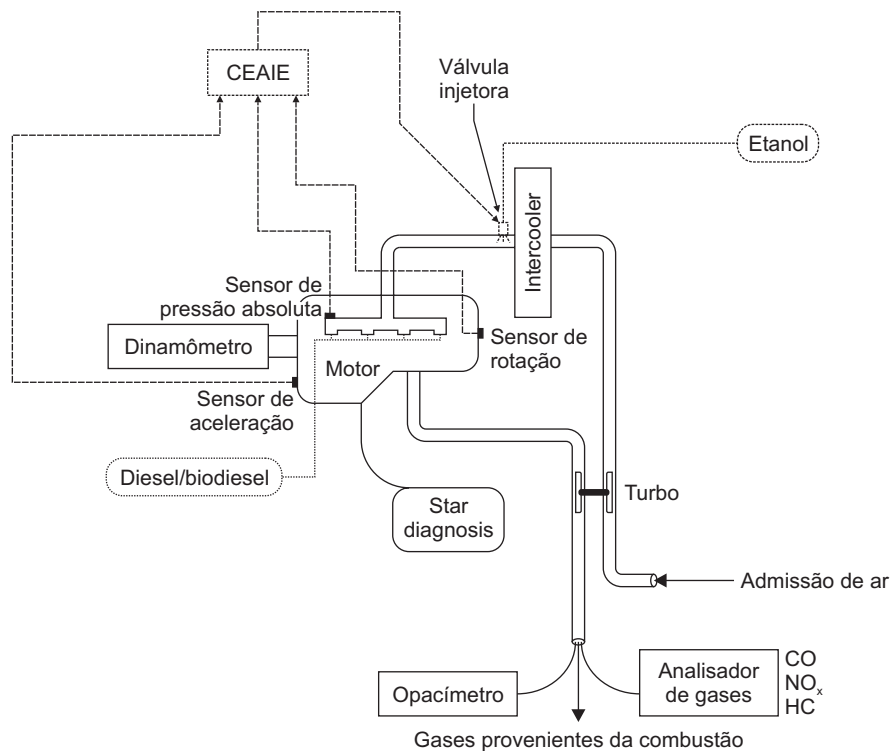 CEAIE
Válvula
injetora
Etanol
Intercooler
Sensor de
pressão absoluta
Dinamômetro
Motor
Sensor de
rotação
Sensor de
aceleração
Diesel/biodiesel
Star
diagnosis
Turbo
Admissão de ar
Opacímetro
Analisador
de gases
CO
NOx
HC
Gases provenientes da combustão